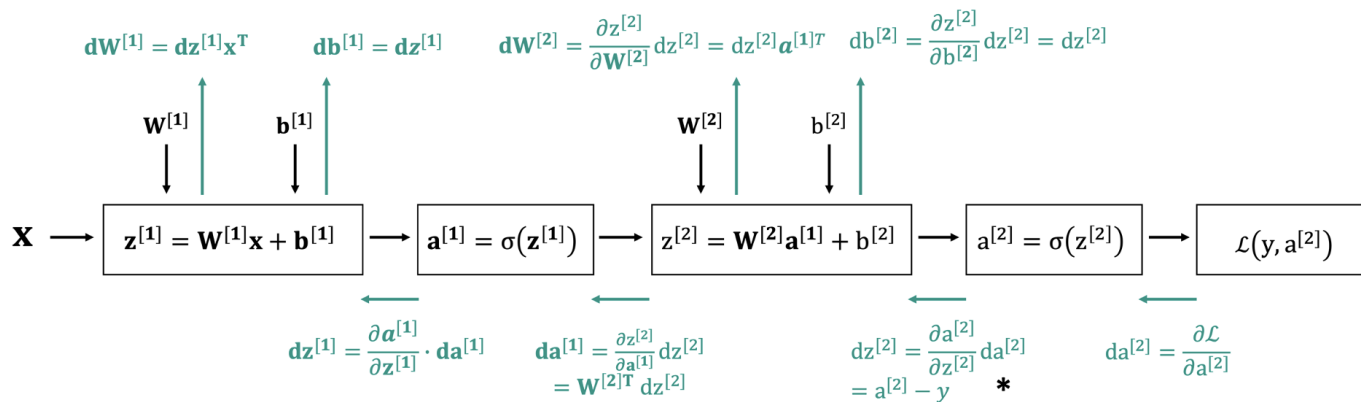 dW^[1] = dz^[1]x^T
db^[1] = dz^[1]
dW^[2] = ∂z^[2]/∂W^[2] dz^[2] = dz^[2]a^[1]T
db^[2] = ∂z^[2]/∂b^[2] dz^[2] = dz^[2]
W^[1]
b^[1]
W^[2]
b^[2]
x
z^[1] = W^[1]x + b^[1]
a^[1] = σ(z^[1])
z^[2] = W^[2]a^[1] + b^[2]
a^[2] = σ(z^[2])
ℒ(y, a^[2])
dz^[1] = ∂a^[1]/∂z^[1] · da^[1]
da^[1] = ∂z^[2]/∂a^[1] dz^[2]
= W^[2]T dz^[2]
dz^[2] = ∂a^[2]/∂z^[2] da^[2]
= a^[2] − y *
da^[2] = ∂ℒ/∂a^[2]